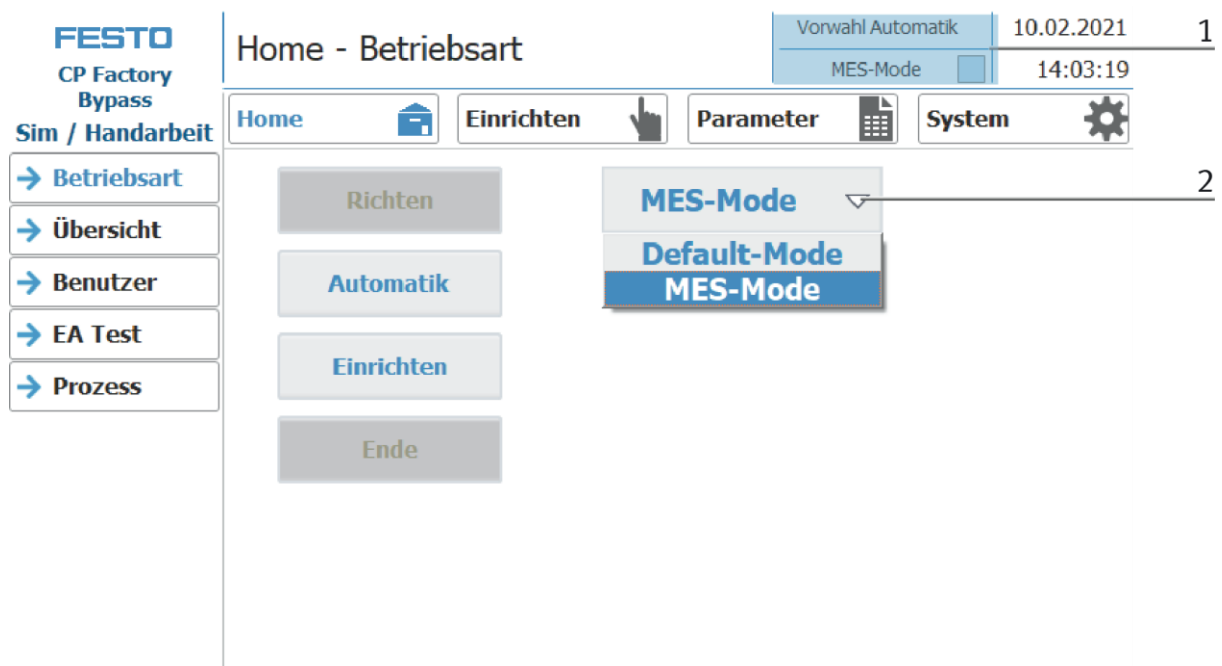 FESTO
CP Factory
Bypass
Sim / Handarbeit
Home - Betriebsart
Vorwahl Automatik
MES-Mode
10.02.2021
14:03:19
1
Home
Einrichten
Parameter
System
Betriebsart
Übersicht
Benutzer
EA Test
Prozess
Richten
Automatik
Einrichten
Ende
MES-Mode
2
Default-Mode
MES-Mode